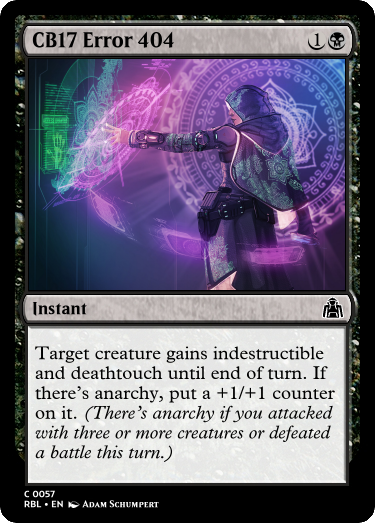 CB17 Error 404 1
Instant
Target creature gains indestructible
and deathtouch until end of turn. If
there's anarchy, put a +1/+1 counter
on it. (There's anarchy if you attacked
with three or more creatures or defeated
a battle this turn.)
C 0057
RBL • EN Adam Schumpert